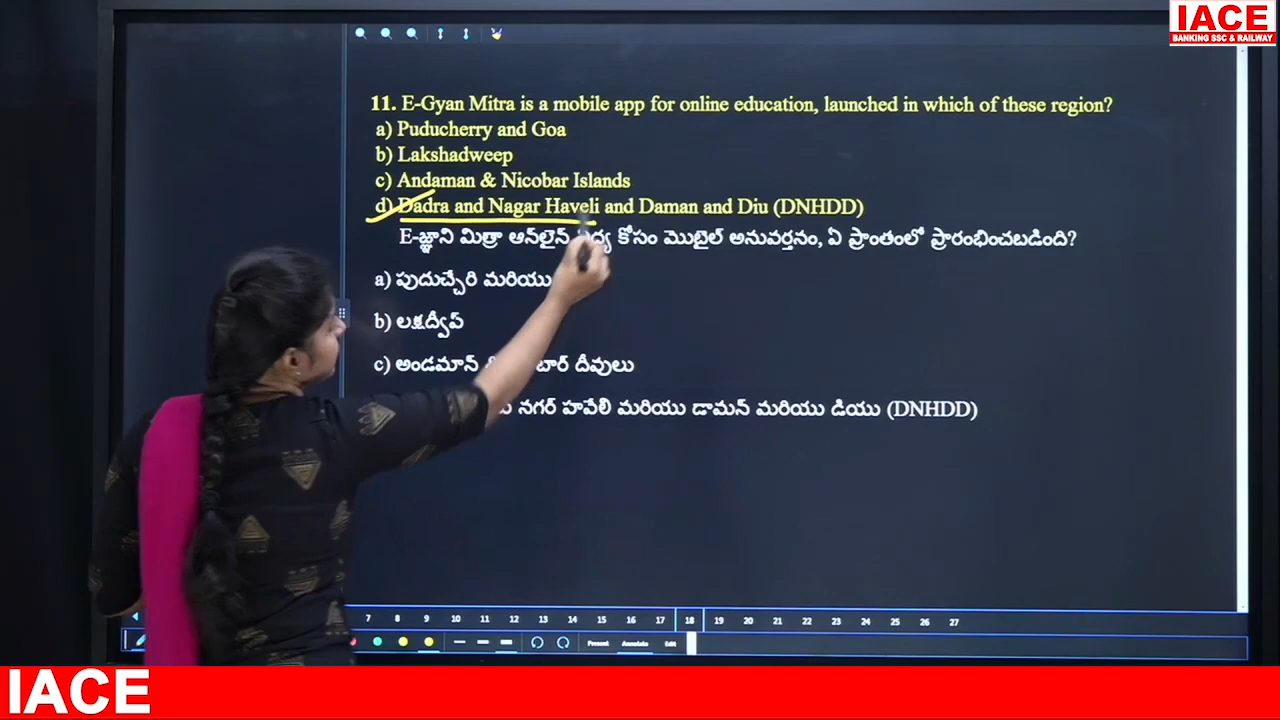 IACE
BANKING SSC & RAILWAY
11. E-Gyan Mitra is a mobile app for online education, launched in which of these region?
a) Puducherry and Goa
b) Lakshadweep
c) Andaman & Nicobar Islands
d) Dadra and Nagar Haveli and Daman and Diu (DNHDD)
E-జ్ఞాని మిత్రా ఆన్‌లైన్ కోసం మొబైల్ అనువర్తనం, ఏ ప్రాంతంలో ప్రారంభించబడింది?
a) పుదుచ్చేరి మరియు
b) లక్షద్వీప్
c) అండమాన్ దీవులు
నగర్ హవేలి మరియు డామన్ మరియు డియు (DNHDD)
7 8 9 10 11 12 13 14 15 16 17 18 19 20 21 22 23 24 25 26 27
Present Annotate Edit
IACE